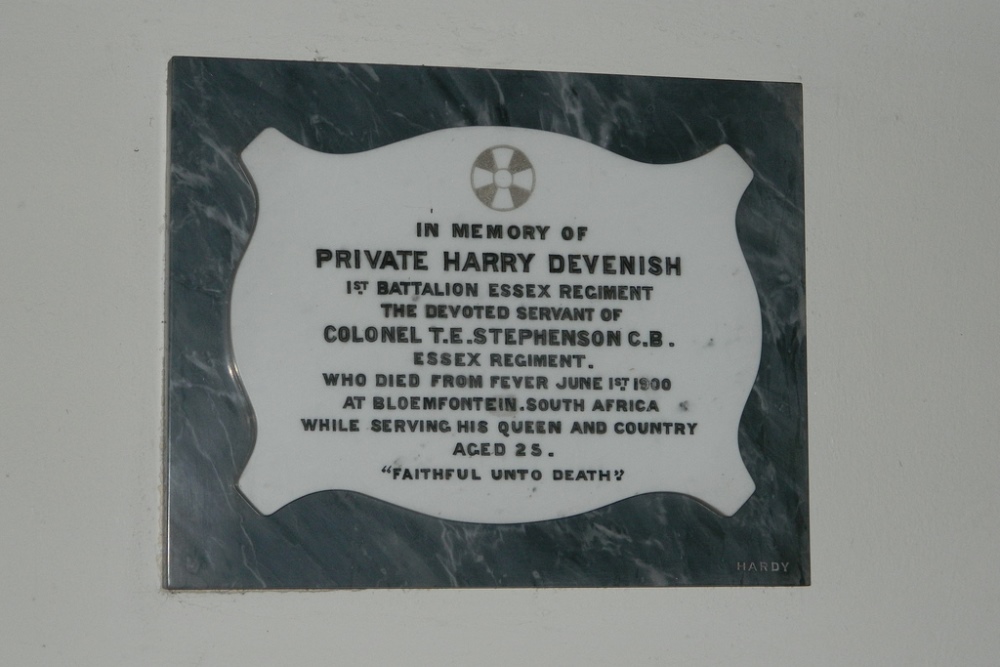 IN MEMORY OF
PRIVATE HARRY DEVENISH
1ST BATTALION ESSEX REGIMENT
THE DEVOTED SERVANT OF
COLONEL T.E.STEPHENSON C.B.
ESSEX REGIMENT.
WHO DIED FROM FEVER JUNE 1ST 1900
AT BLOEMFONTEIN.SOUTH AFRICA
WHILE SERVING HIS QUEEN AND COUNTRY
AGED 25.
"FAITHFUL UNTO DEATH."
HARDY